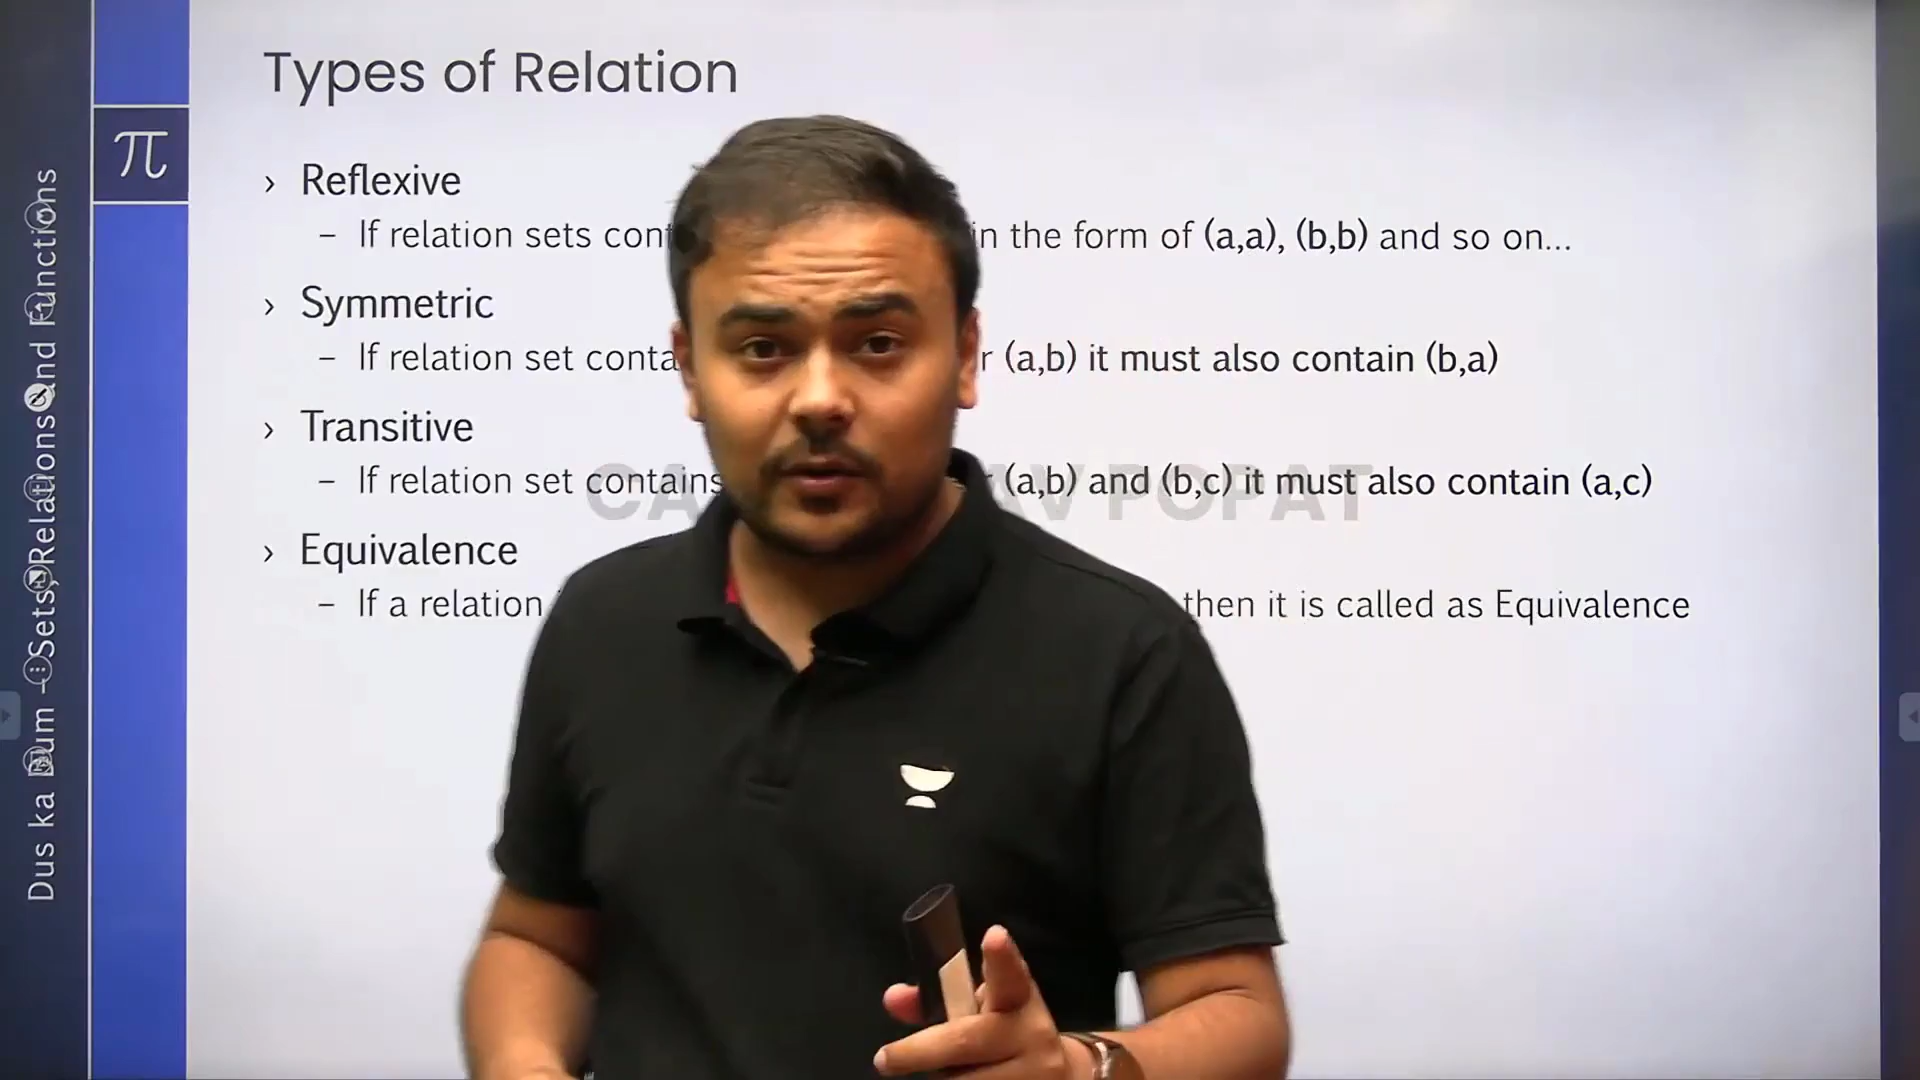 Types of Relation
π
› Reflexive
– If relation sets in the form of (a,a), (b,b) and so on...
› Symmetric
– If relation set (a,b) it must also contain (b,a)
› Transitive
– If relation set contains (a,b) and (b,c) it must also contain (a,c)
› Equivalence
– If a relation then it is called as Equivalence
CA POPAT
Dus ka Dum - Sets, Relations and Functions